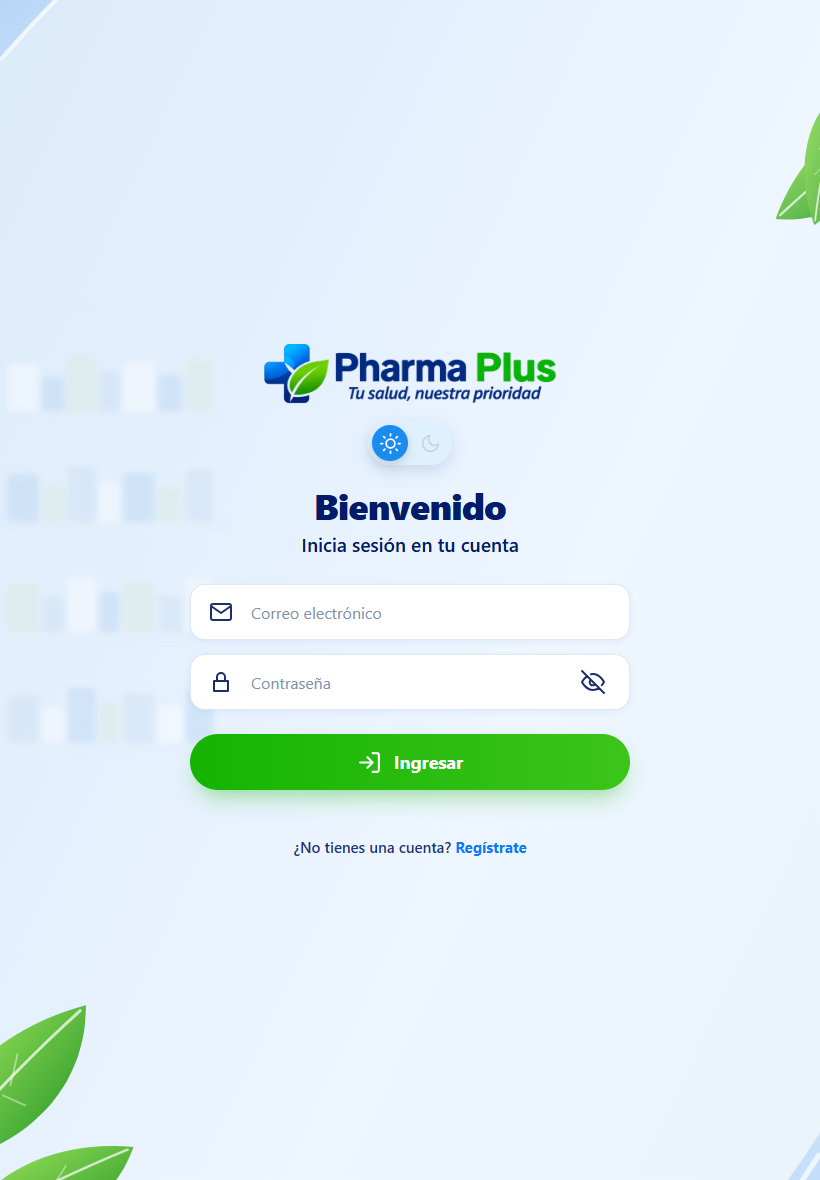 Pharma Plus
Tu salud, nuestra prioridad
Bienvenido
Inicia sesión en tu cuenta
Correo electrónico
Contraseña
Ingresar
¿No tienes una cuenta? Regístrate